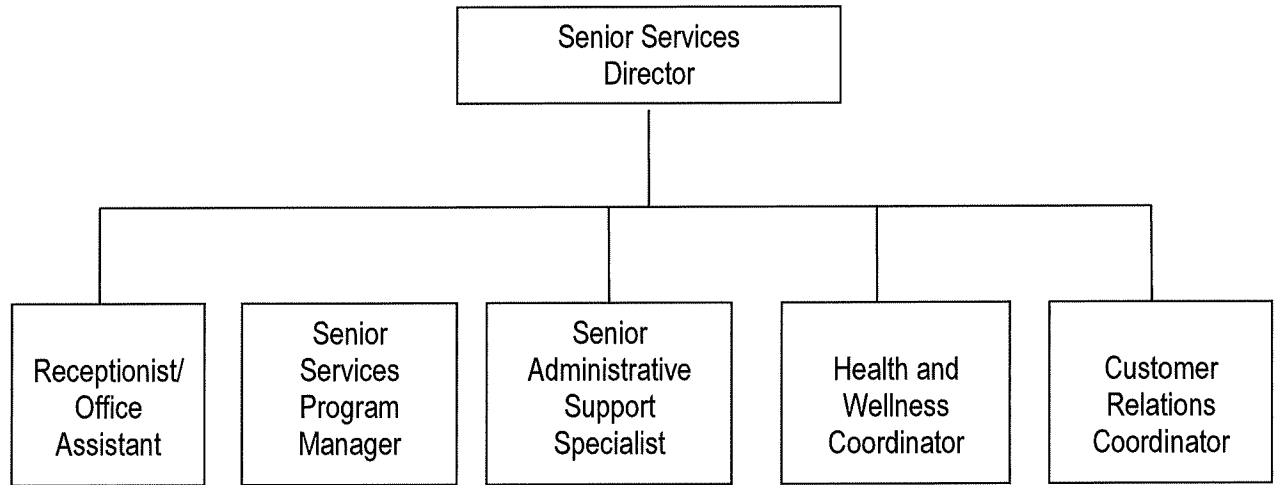 Senior Services
Director
Receptionist/
Office
Assistant
Senior
Services
Program
Manager
Senior
Administrative
Support
Specialist
Health and
Wellness
Coordinator
Customer
Relations
Coordinator